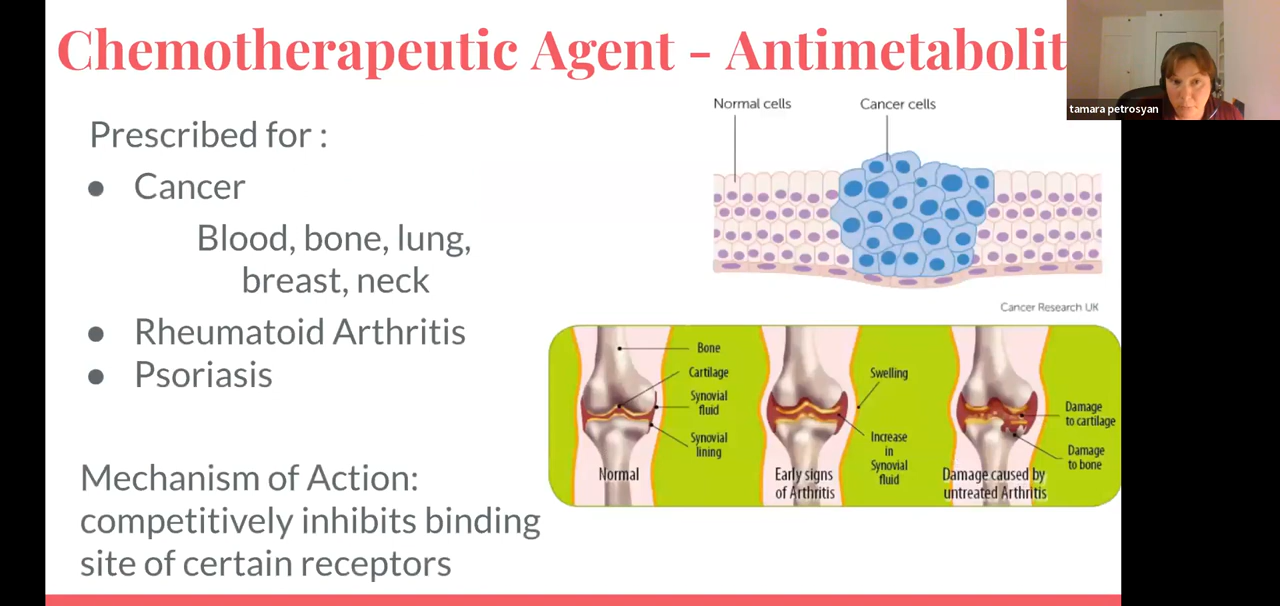 Chemotherapeutic Agent - Antimetabolit
tamara petrosyan
Prescribed for :
● Cancer
Blood, bone, lung,
breast, neck
● Rheumatoid Arthritis
● Psoriasis
Mechanism of Action:
competitively inhibits binding
site of certain receptors
Normal cells
Cancer cells
Cancer Research UK
Bone
Cartilage
Synovial
fluid
Synovial
lining
Normal
Swelling
Increase
in
Synovial
fluid
Early signs
of Arthritis
Damage
to cartilage
Damage
to bone
Damage caused by
untreated Arthritis